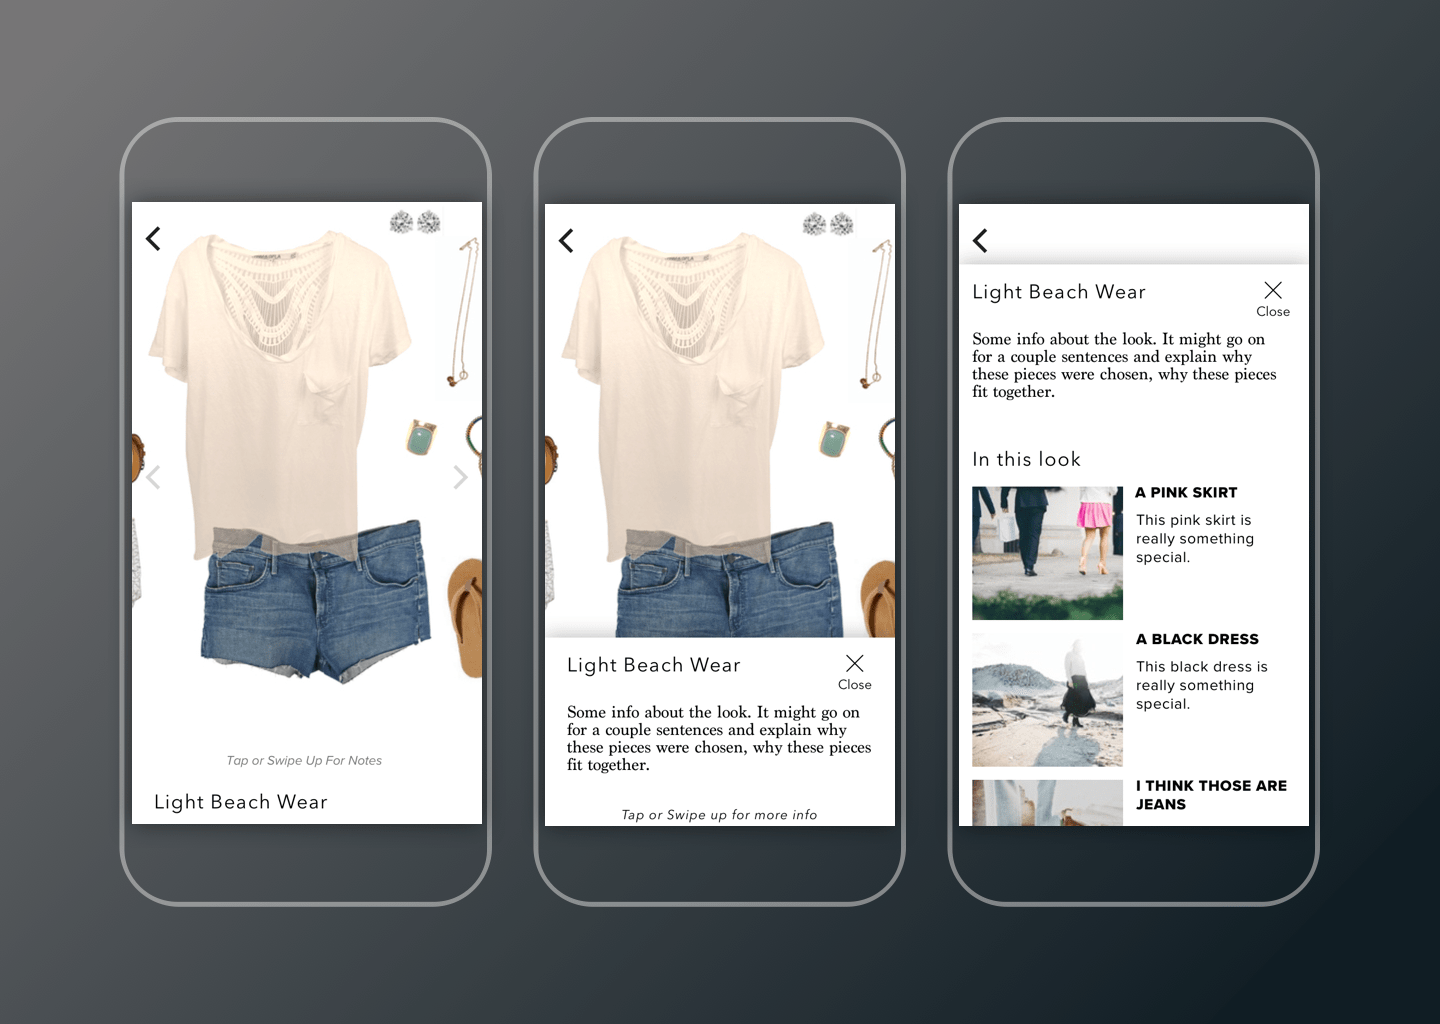 Tap or Swipe Up For Notes
Light Beach Wear
Light Beach Wear
Close
Some info about the look. It might go on
for a couple sentences and explain why
these pieces were chosen, why these pieces
fit together.
Tap or Swipe up for more info
Light Beach Wear
Close
Some info about the look. It might go on
for a couple sentences and explain why
these pieces were chosen, why these pieces
fit together.
In this look
A PINK SKIRT
This pink skirt is
really something
special.
A BLACK DRESS
This black dress is
really something
special.
I THINK THOSE ARE
JEANS